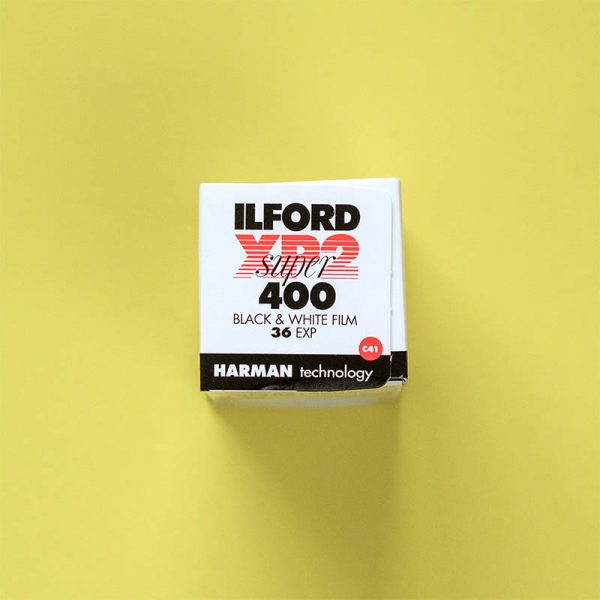 ILFORD
XP2
super
400
BLACK & WHITE FILM
36 EXP
C41
HARMAN technology